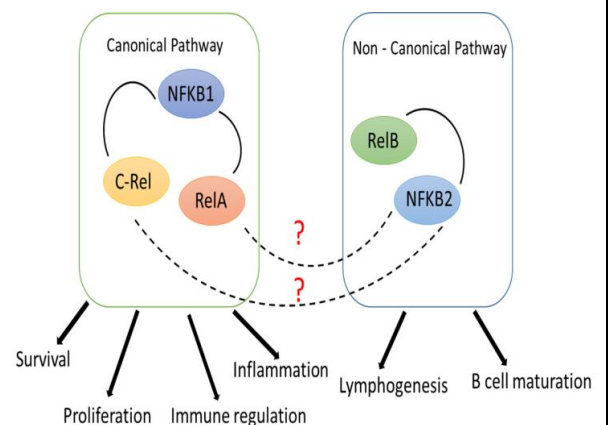 Canonical Pathway
Non - Canonical Pathway
NFKB1
RelB
C-Rel
RelA
NFKB2
?
?
Survival
Proliferation
Immune regulation
Inflammation
Lymphogenesis
B cell maturation